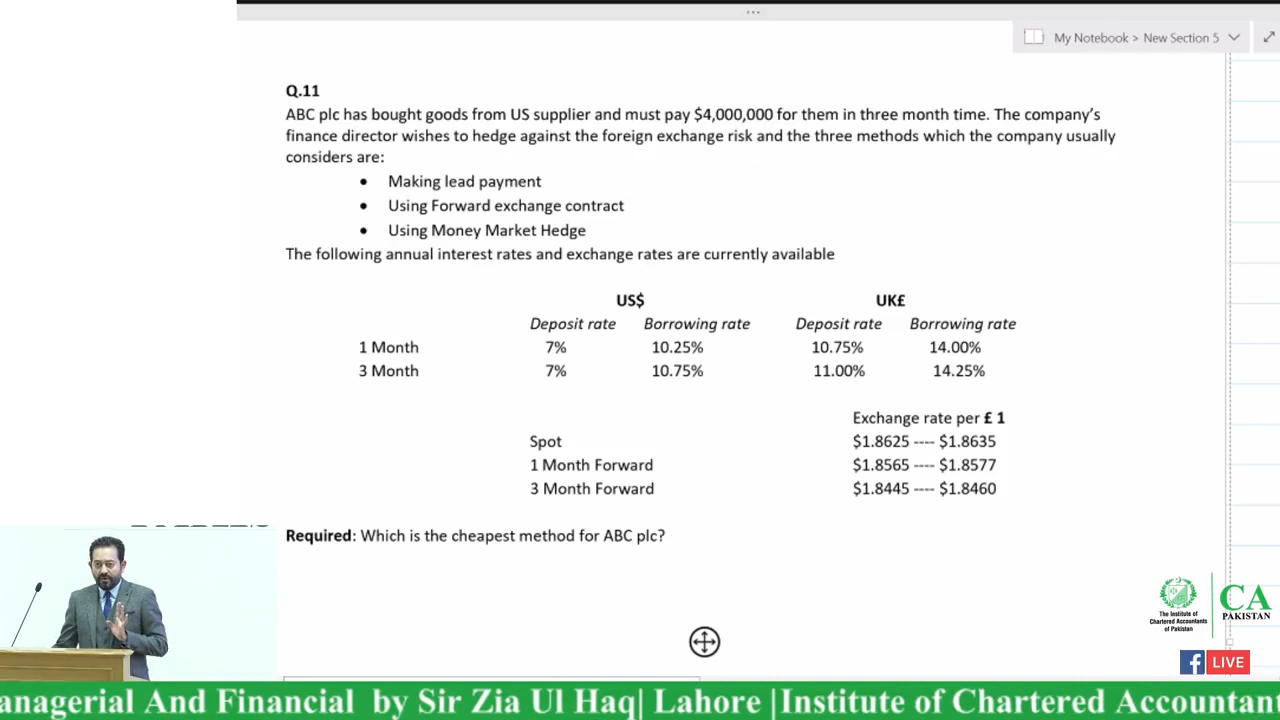 My Notebook > New Section 5
Q.11
ABC plc has bought goods from US supplier and must pay $4,000,000 for them in three month time. The company's
finance director wishes to hedge against the foreign exchange risk and the three methods which the company usually
considers are:
• Making lead payment
• Using Forward exchange contract
• Using Money Market Hedge
The following annual interest rates and exchange rates are currently available
US$ UK£
Deposit rate Borrowing rate Deposit rate Borrowing rate
1 Month 7% 10.25% 10.75% 14.00%
3 Month 7% 10.75% 11.00% 14.25%
Exchange rate per £ 1
Spot $1.8625 ---- $1.8635
1 Month Forward $1.8565 ---- $1.8577
3 Month Forward $1.8445 ---- $1.8460
Required: Which is the cheapest method for ABC plc?
The Institute of
Chartered Accountants
of Pakistan
CA
PAKISTAN
f LIVE
anagerial And Financial by Sir Zia Ul Haq| Lahore |Institute of Chartered Accountan